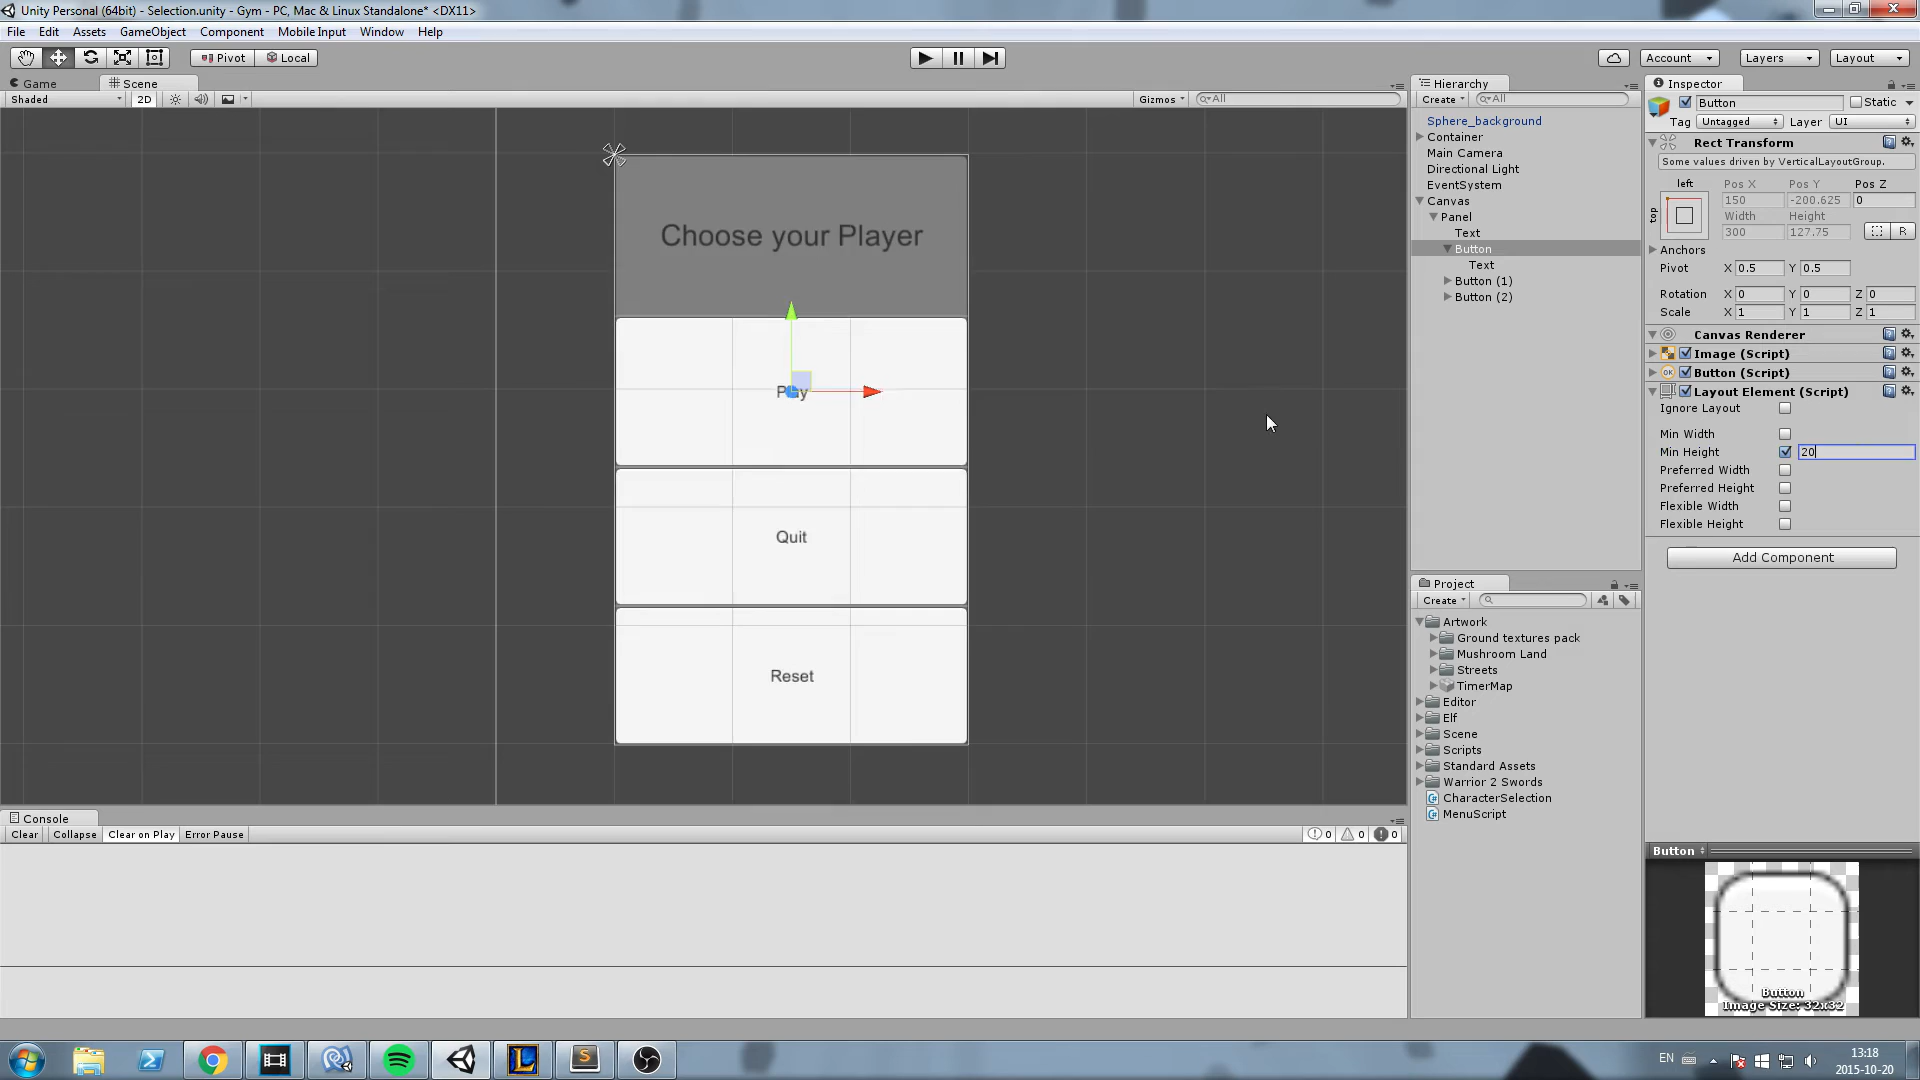 Unity Personal (64bit) - Selection.unity - Gym - PC, Mac & Linux Standalone* <DX11>
File Edit Assets GameObject Component Mobile Input Window Help
Pivot Local Account Layers Layout
Game Scene
Shaded 2D Gizmos All
Choose your Player
Play
Quit
Reset
Console
Clear Collapse Clear on Play Error Pause 0 0 0
Hierarchy
Create All
Sphere_background
Container
Main Camera
Directional Light
EventSystem
Canvas
Panel
Text
Button
Text
Button (1)
Button (2)
Project
Create
Artwork
Ground textures pack
Mushroom Land
Streets
TimerMap
Editor
Elf
Scene
Scripts
Standard Assets
Warrior 2 Swords
CharacterSelection
MenuScript
Inspector
Button Static
Tag Untagged Layer UI
Rect Transform
Some values driven by VerticalLayoutGroup.
left Pos X Pos Y Pos Z
top 150 -200.625 0
Width Height
300 127.75 R
Anchors
Pivot X 0.5 Y 0.5
Rotation X 0 Y 0 Z 0
Scale X 1 Y 1 Z 1
Canvas Renderer
Image (Script)
OK Button (Script)
Layout Element (Script)
Ignore Layout
Min Width
Min Height 20
Preferred Width
Preferred Height
Flexible Width
Flexible Height
Add Component
Button
Button
Image Size: 32x32
EN 13:18
2015-10-20